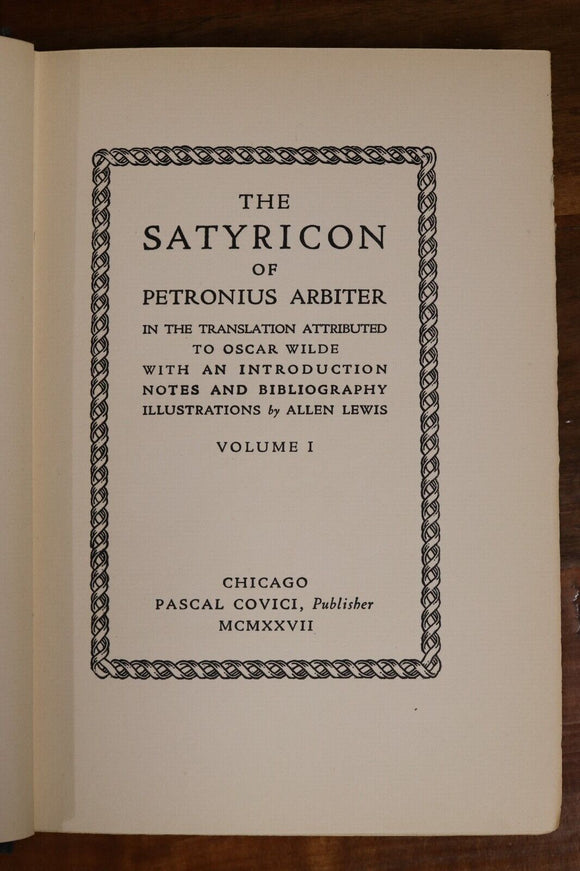 THE
SATYRICON
OF
PETRONIUS ARBITER
IN THE TRANSLATION ATTRIBUTED
TO OSCAR WILDE
WITH AN INTRODUCTION
NOTES AND BIBLIOGRAPHY
ILLUSTRATIONS by ALLEN LEWIS
VOLUME I
CHICAGO
PASCAL COVICI, Publisher
MCMXXVII